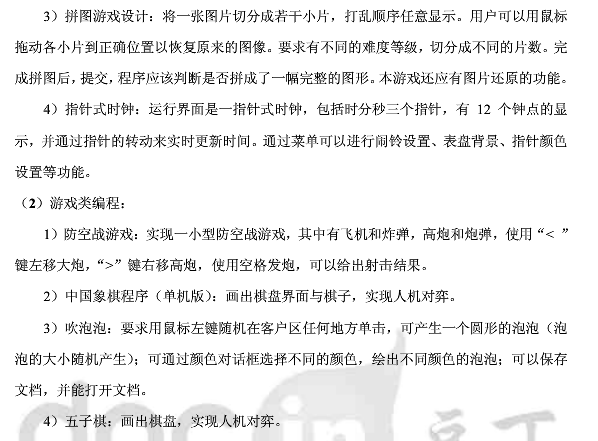 3）拼图游戏设计：将一张图片切分成若干小片，打乱顺序任意显示。用户可以用鼠标
拖动各小片到正确位置以恢复原来的图像。要求有不同的难度等级，切分成不同的片数。完
成拼图后，提交，程序应该判断是否拼成了一幅完整的图形。本游戏还应有图片还原的功能。
4）指针式时钟：运行界面是一指针式时钟，包括时分秒三个指针，有 12 个钟点的显
示，并通过指针的转动来实时更新时间。通过菜单可以进行闹铃设置、表盘背景、指针颜色
设置等功能。
（2）游戏类编程：
1）防空战游戏：实现一小型防空战游戏，其中有飞机和炸弹，高炮和炮弹，使用“< ”
键左移大炮，“>”键右移高炮，使用空格发炮，可以给出射击结果。
2）中国象棋程序（单机版）：画出棋盘界面与棋子，实现人机对弈。
3）吹泡泡：要求用鼠标左键随机在客户区任何地方单击，可产生一个圆形的泡泡（泡
泡的大小随机产生）；可通过颜色对话框选择不同的颜色，绘出不同颜色的泡泡；可以保存
文档，并能打开文档。
4）五子棋：画出棋盘，实现人机对弈。